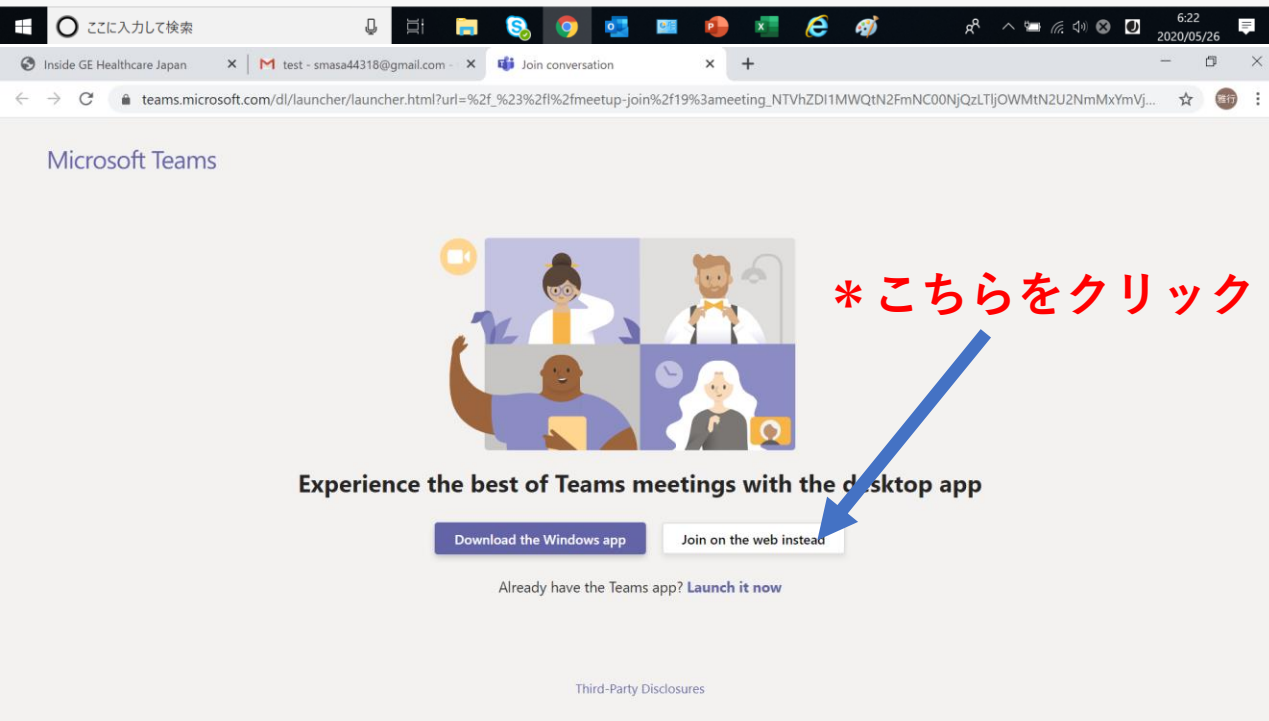 ここに入力して検索
6:22
2020/05/26
Inside GE Healthcare Japan
test - smasa44318@gmail.com -
Join conversation
teams.microsoft.com/dl/launcher/launcher.html?url=%2f_%23%2fl%2fmeetup-join%2f19%3ameeting_NTVhZDI1MWQtN2FmNC00NjQzLTljOWMtN2U2NmMxYmVj...
雅行
Microsoft Teams
＊こちらをクリック
Experience the best of Teams meetings with the desktop app
Download the Windows app
Join on the web instead
Already have the Teams app? Launch it now
Third-Party Disclosures